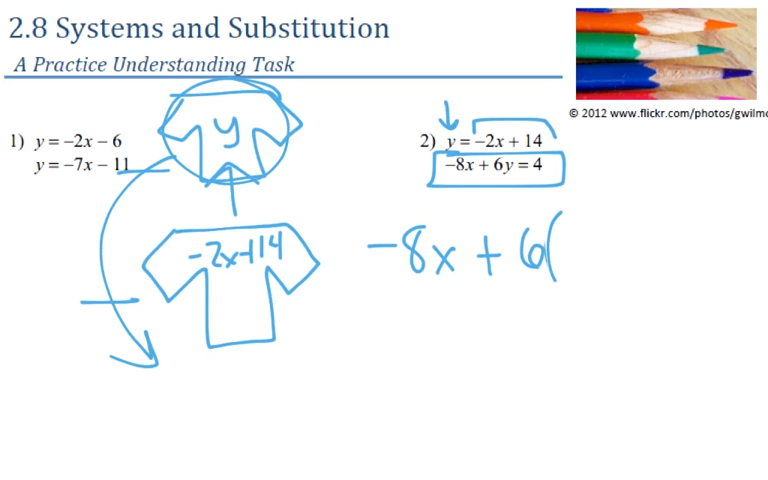 2.8 Systems and Substitution
A Practice Understanding Task
© 2012 www.flickr.com/photos/gwilmo
1) y = −2x − 6
y = −7x − 11
y
2) y = −2x + 14
−8x + 6y = 4
−2x+14
−8x + 6(